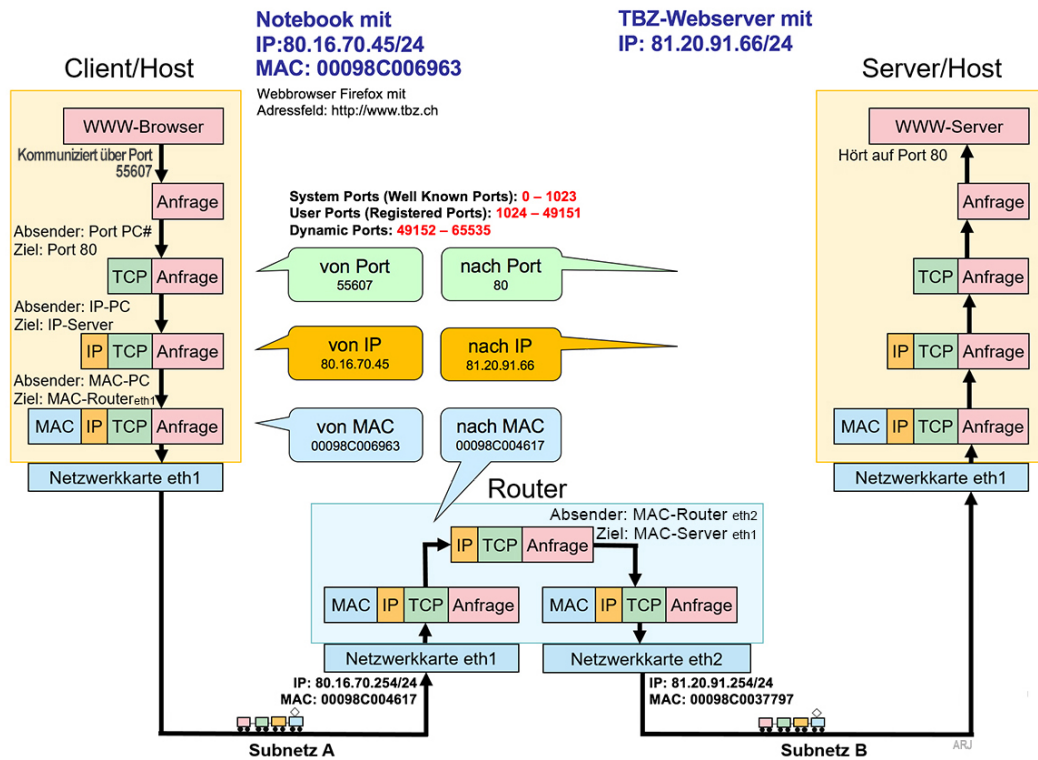 Notebook mit
IP:80.16.70.45/24
MAC: 00098C006963
TBZ-Webserver mit
IP: 81.20.91.66/24
Client/Host
Server/Host
Webbrowser Firefox mit
Adressfeld: http://www.tbz.ch
WWW-Browser
Kommuniziert über Port
55607
Anfrage
Absender: Port PC#
Ziel: Port 80
TCP Anfrage
Absender: IP-PC
Ziel: IP-Server
IP TCP Anfrage
Absender: MAC-PC
Ziel: MAC-Router eth1
MAC IP TCP Anfrage
Netzwerkkarte eth1
System Ports (Well Known Ports): 0 – 1023
User Ports (Registered Ports): 1024 – 49151
Dynamic Ports: 49152 – 65535
von Port
55607
nach Port
80
von IP
80.16.70.45
nach IP
81.20.91.66
von MAC
00098C006963
nach MAC
00098C004617
Router
Absender: MAC-Router eth2
Ziel: MAC-Server eth1
IP TCP Anfrage
MAC IP TCP Anfrage
MAC IP TCP Anfrage
Netzwerkkarte eth1
Netzwerkkarte eth2
IP: 80.16.70.254/24
MAC: 00098C004617
IP: 81.20.91.254/24
MAC: 00098C0037797
Subnetz A
Subnetz B
WWW-Server
Hört auf Port 80
Anfrage
TCP Anfrage
IP TCP Anfrage
MAC IP TCP Anfrage
Netzwerkkarte eth1
ARJ